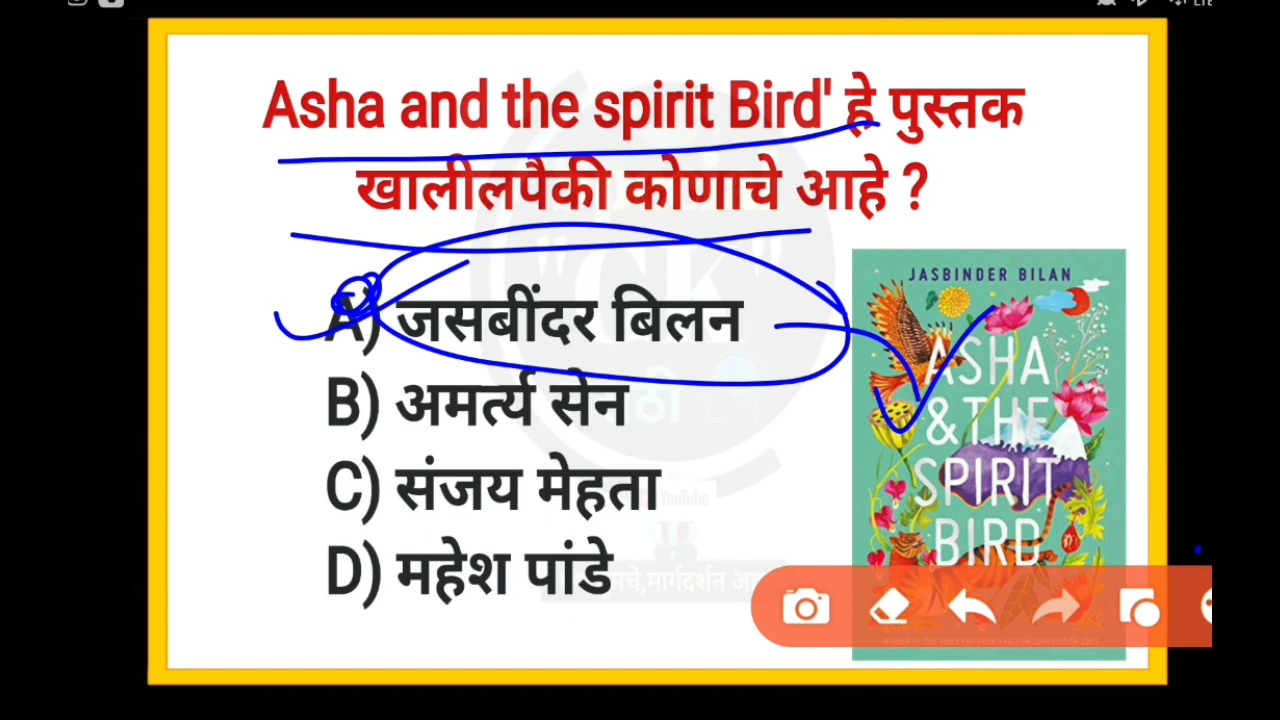 Asha and the spirit Bird' हे पुस्तक
खालीलपैकी कोणाचे आहे ?
A) जसबींदर बिलन
B) अमर्त्य सेन
C) संजय मेहता
D) महेश पांडे
JASBINDER BILAN
ASHA
& THE
SPIRIT
BIRD
YouTube